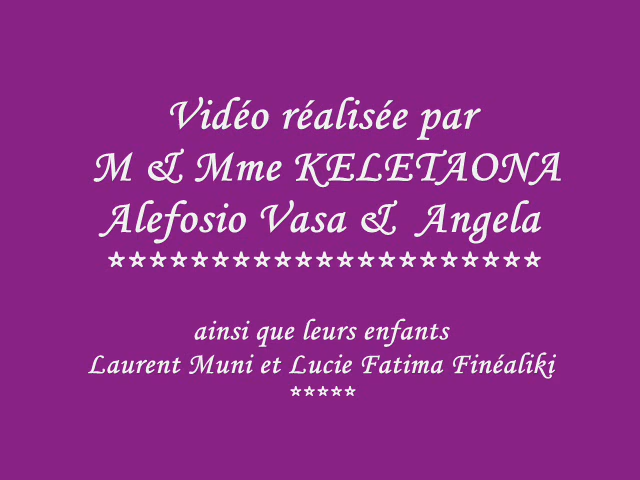 Vidéo réalisée par
M & Mme KELETAONA
Alefosio Vasa & Angela
*********************
ainsi que leurs enfants
Laurent Muni et Lucie Fatima Finéaliki
*****